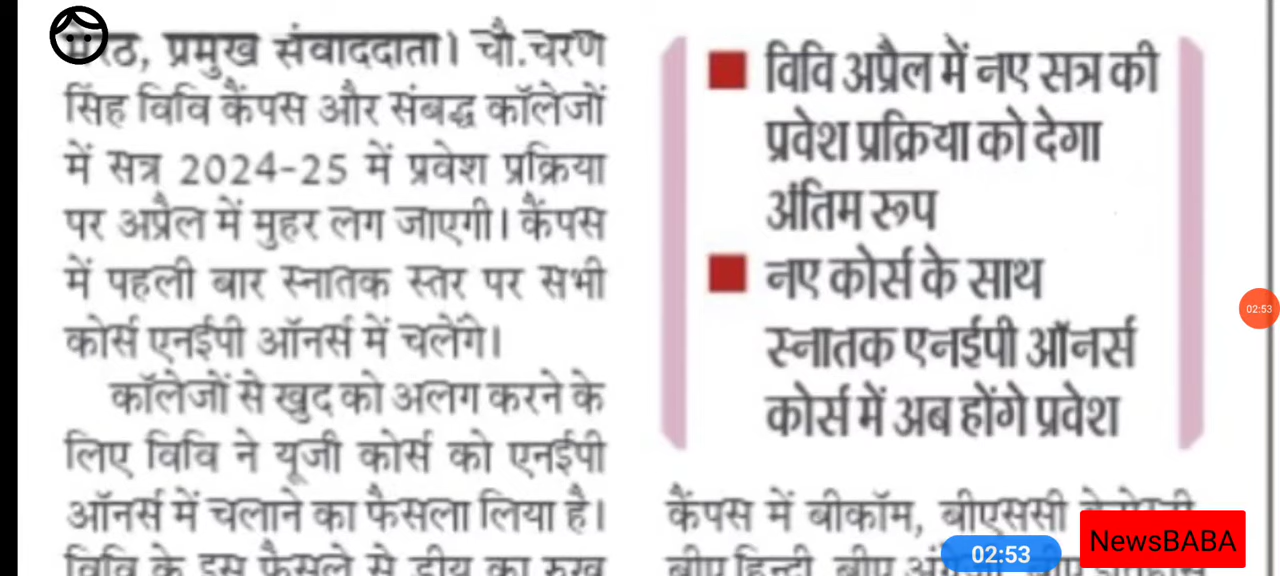 प्रमुख संवाददाता। चौ.चरण
सिंह विवि कैंपस और संबद्ध कॉलेजों
में सत्र 2024-25 में प्रवेश प्रक्रिया
पर अप्रैल में मुहर लग जाएगी। कैंपस
में पहली बार स्नातक स्तर पर सभी
कोर्स एनईपी ऑनर्स में चलेंगे।
कॉलेजों से खुद को अलग करने के
लिए विवि ने यूजी कोर्स को एनईपी
ऑनर्स में चलाने का फैसला लिया है।
विवि के इस फैसले से डीयू का रुख
विवि अप्रैल में नए सत्र की
प्रवेश प्रक्रिया को देगा
अंतिम रूप
नए कोर्स के साथ
स्नातक एनईपी ऑनर्स
कोर्स में अब होंगे प्रवेश
कैंपस में बीकॉम, बीएससी
बीए हिन्दी, बीए
02:53
02:53
NewsBABA